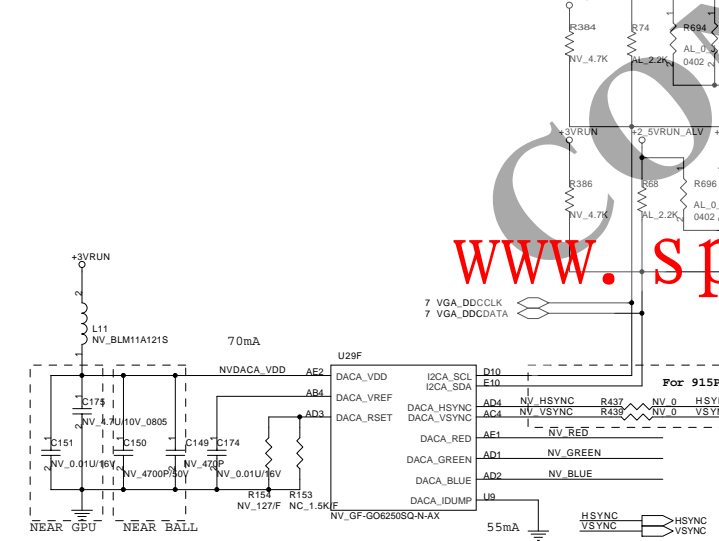 R384
R74
R694
NV_4.7K
AL_2.2K
AL_0_
0402
CON
+3VRUN
+2_5VRUN_ALV
+
R386
R68
R696
NV_4.7K
AL_2.2K
AL_0_
0402
www.sp
+3VRUN
L11
NV_BLM11A121S
7 VGA_DDCCLK
7 VGA_DDCDATA
70mA
U29F
NVDACA_VDD AE2 DACA_VDD
AB4 DACA_VREF
AD3 DACA_RSET
I2CA_SCL D10
I2CA_SDA E10
DACA_HSYNC AD4 NV_HSYNC R437 NV_0 HSY
DACA_VSYNC AC4 NV_VSYNC R439 NV_0 VSY
DACA_RED AE1 NV_RED
DACA_GREEN AD1 NV_GREEN
DACA_BLUE AD2 NV_BLUE
DACA_IDUMP U9
For 915P
C175
NV_4.7U/10V_0805
C151
NV_0.01U/16V
C150
NV_4700P/50V
C149
NV_470P
C174
NV_0.01U/16V
R154
NV_127/F
R153
NC_1.5K/F
NV_GF-GO6250SQ-N-AX
NEAR GPU
NEAR BALL
55mA
HSYNC HSYNC
VSYNC VSYNC